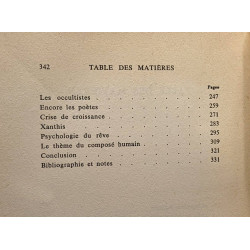 342 TABLE DES MATIÈRES
Pages
Les occultistes . . . . . . . . . 247
Encore les poètes . . . . . . . . 259
Crise de croissance . . . . . . . 271
Xanthis . . . . . . . . . . 283
Psychologie du rêve . . . . . . . 295
Le thème du composé humain . . . . . . 309
Conclusion . . . . . . . . . 321
Bibliographie et notes . . . . . . . 331